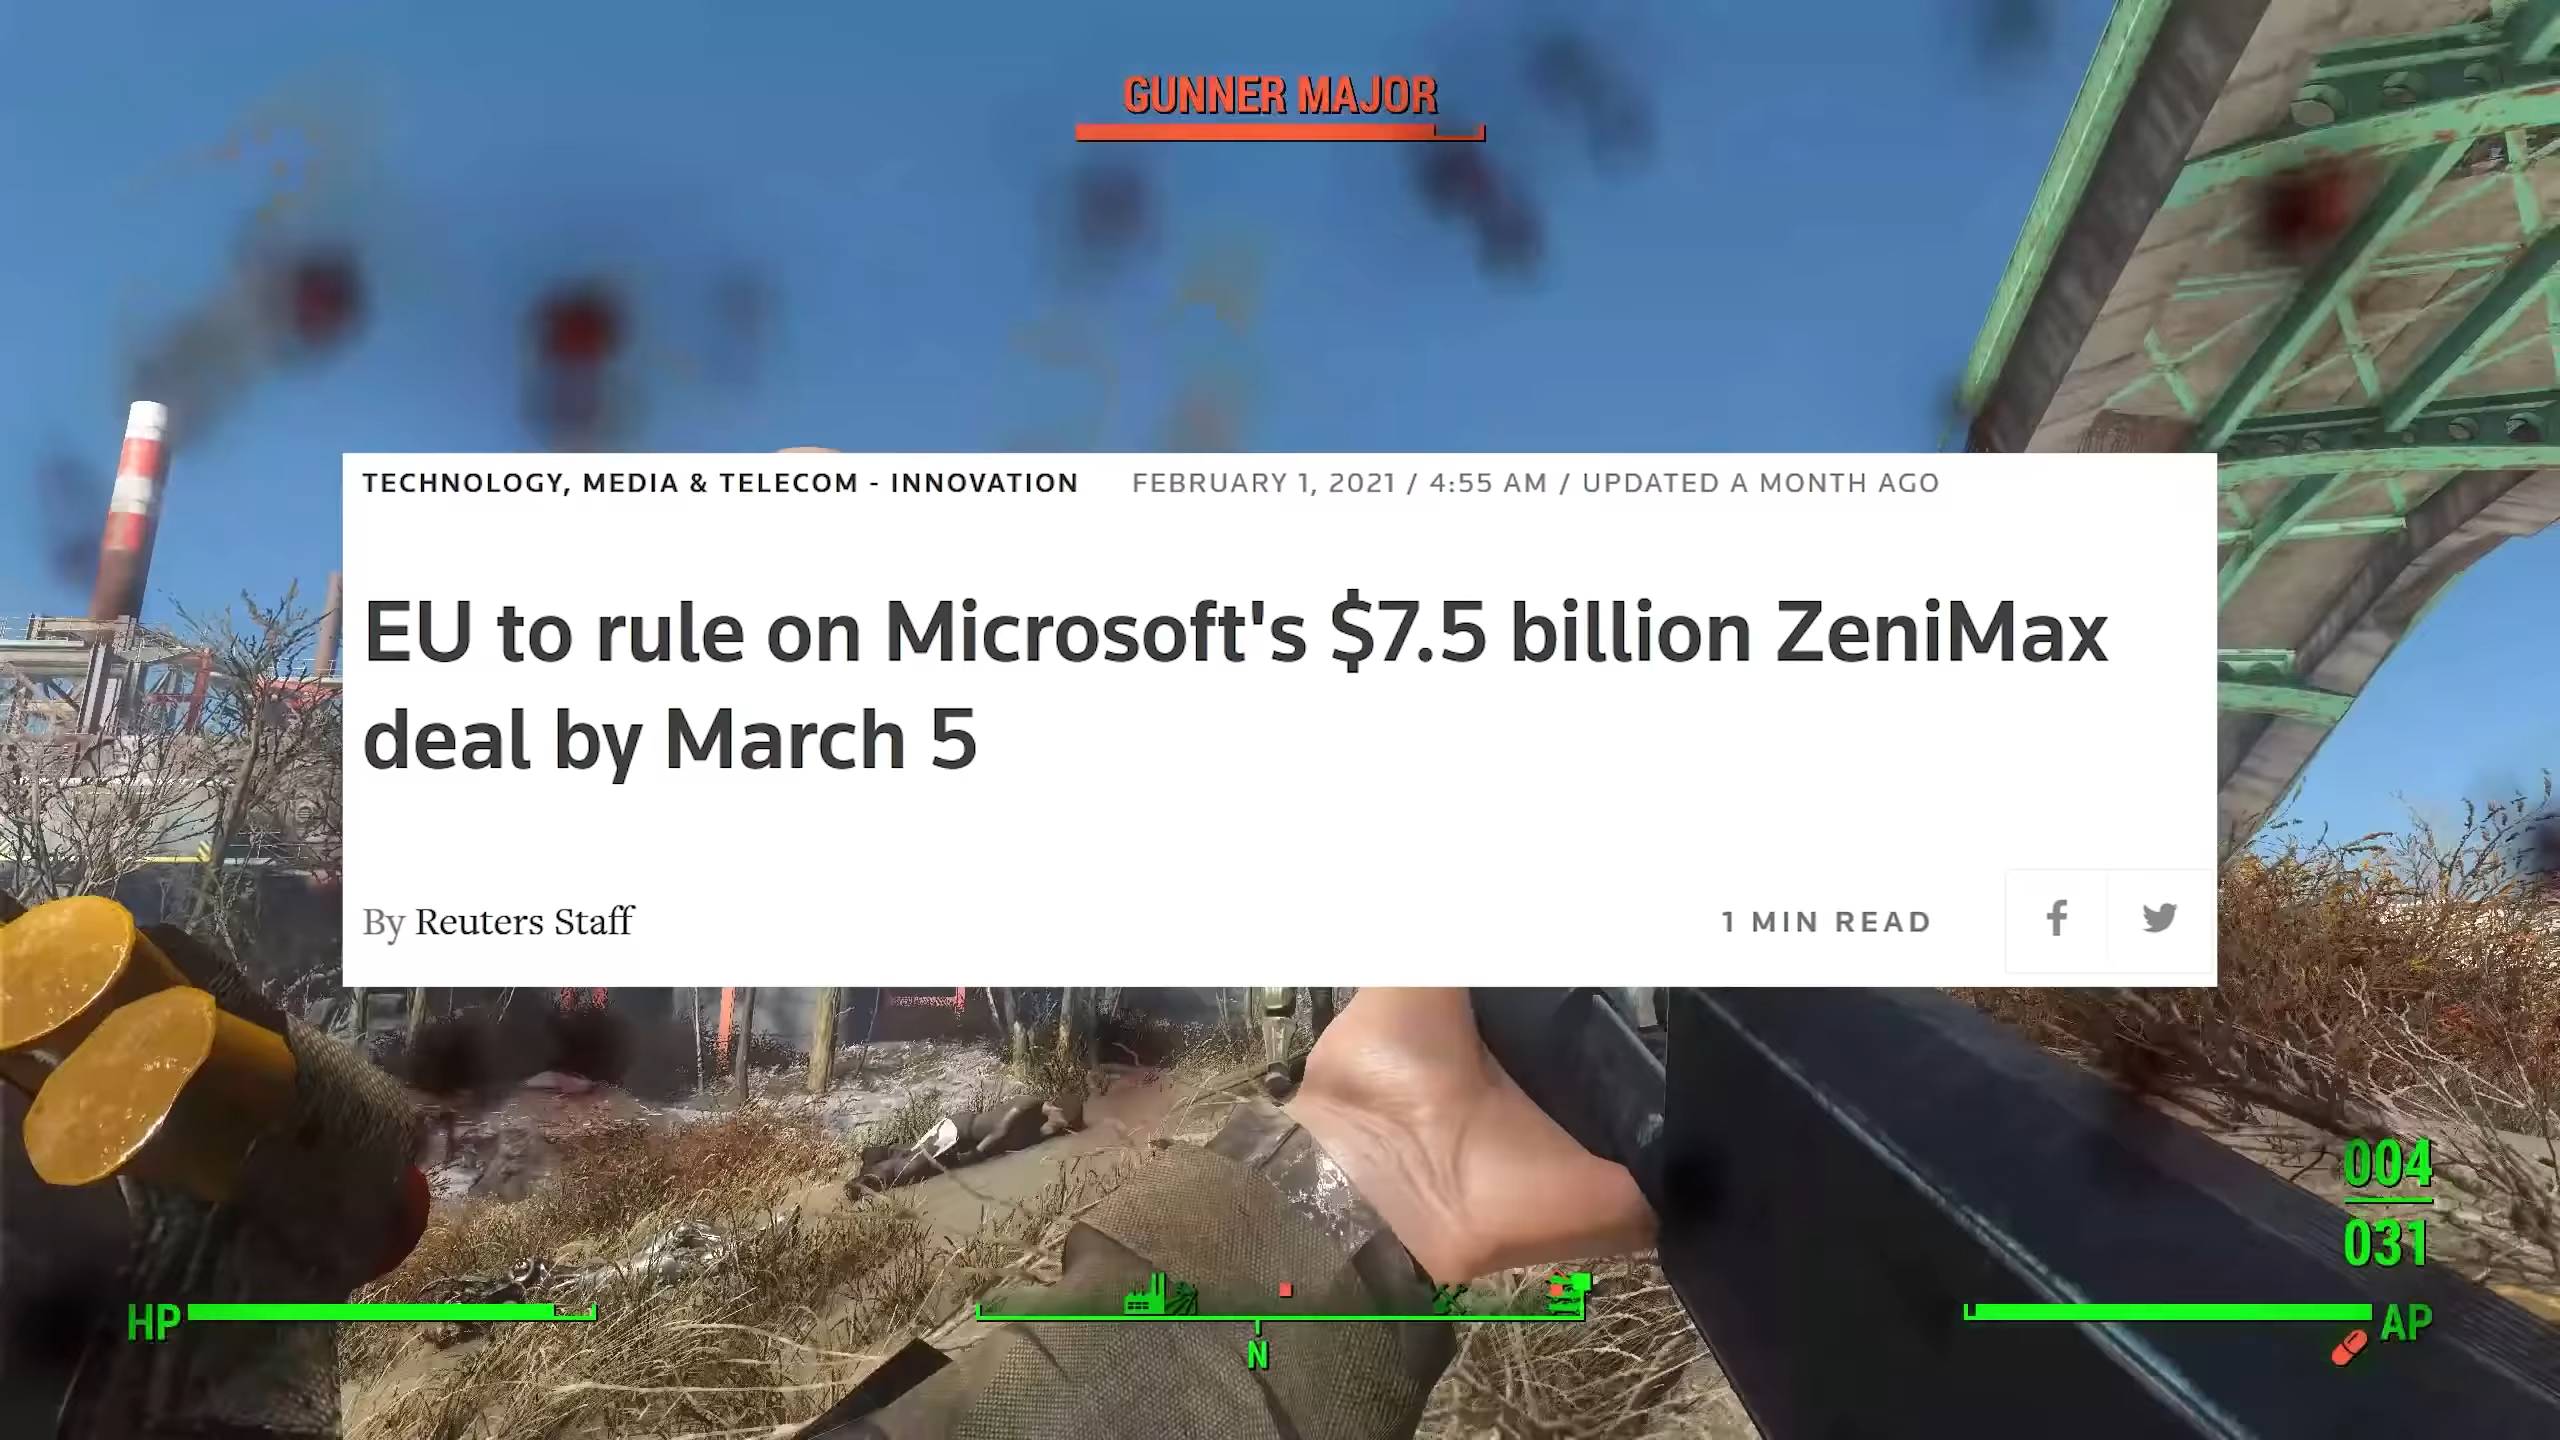 GUNNER MAJOR
TECHNOLOGY, MEDIA & TELECOM - INNOVATION FEBRUARY 1, 2021 / 4:55 AM / UPDATED A MONTH AGO
EU to rule on Microsoft's $7.5 billion ZeniMax
deal by March 5
By Reuters Staff
1 MIN READ
004
031
HP
N
AP